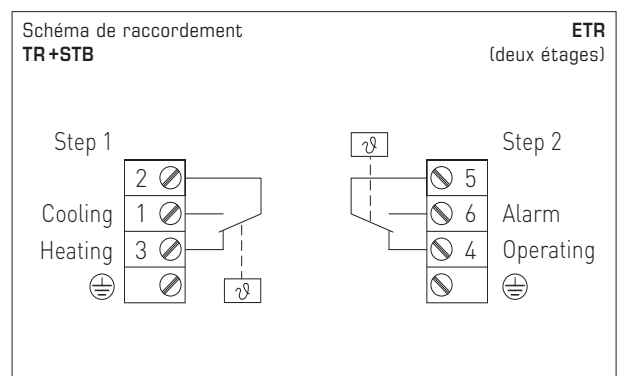 Schéma de raccordement
TR+STB
ETR
(deux étages)
Step 1
2
Cooling 1
Heating 3
ϑ
ϑ
Step 2
5
6 Alarm
4 Operating